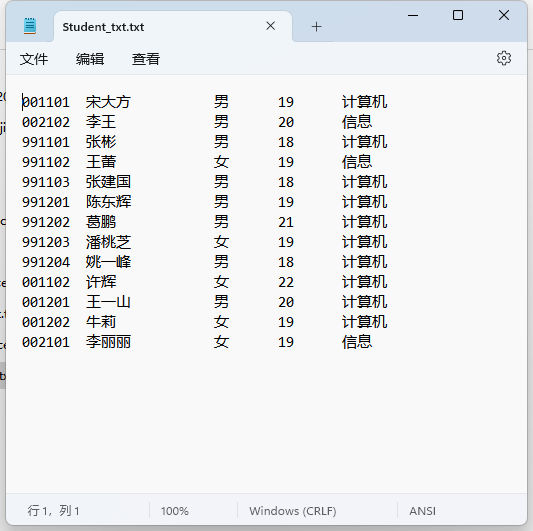 Student_txt.txt
文件 编辑 查看
001101 宋大方 男 19 计算机
002102 李王 男 20 信息
991101 张彬 男 18 计算机
991102 王蕾 女 19 信息
991103 张建国 男 18 计算机
991201 陈东辉 男 19 计算机
991202 葛鹏 男 21 计算机
991203 潘桃芝 女 19 计算机
991204 姚一峰 男 18 计算机
001102 许辉 女 22 计算机
001201 王一山 男 20 计算机
001202 牛莉 女 19 计算机
002101 李丽丽 女 19 信息
行 1，列 1 100% Windows (CRLF) ANSI